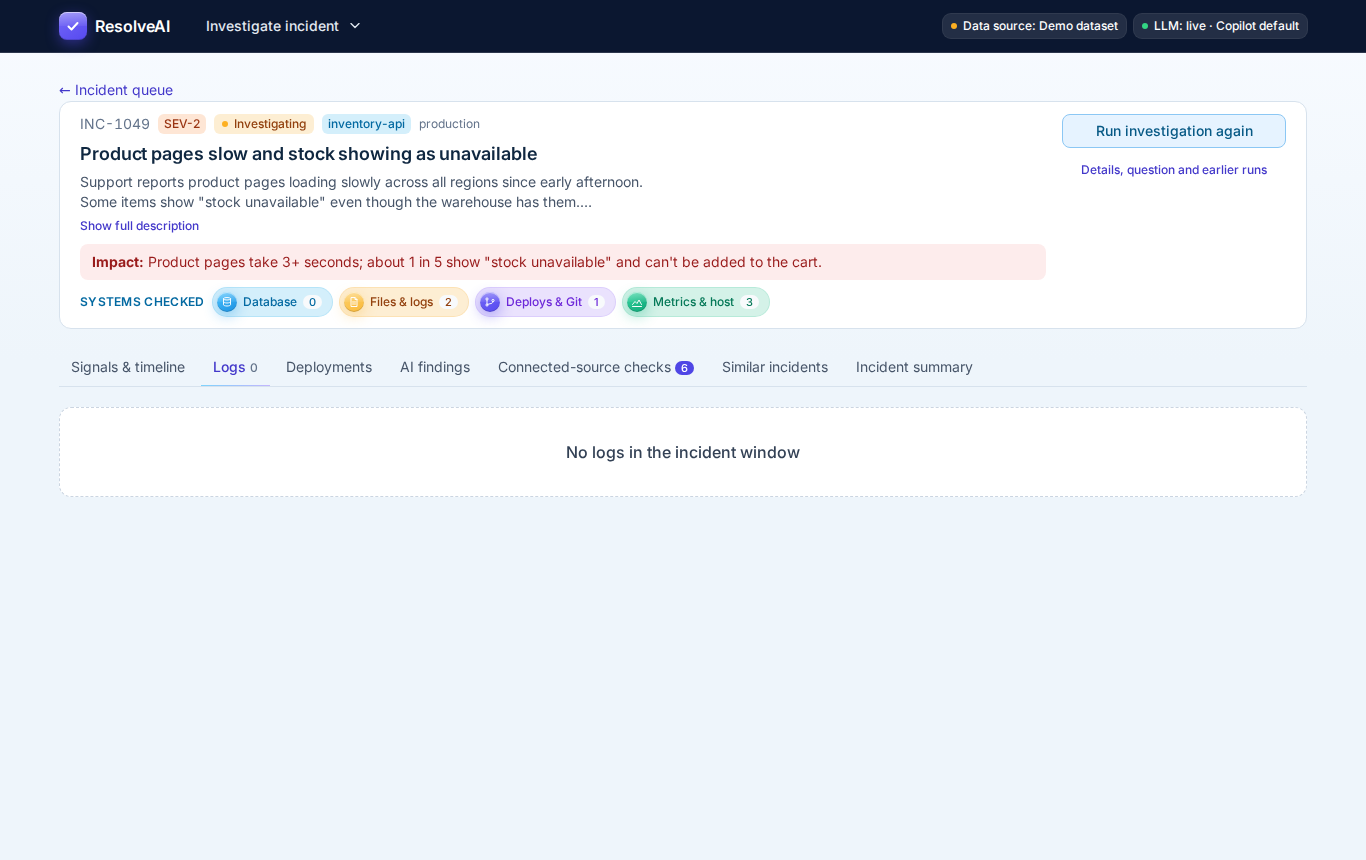 ResolveAI Investigate incident Data source: Demo dataset LLM: live · Copilot default
← Incident queue
INC-1049 SEV-2 Investigating inventory-api production Run investigation again
Product pages slow and stock showing as unavailable
Details, question and earlier runs
Support reports product pages loading slowly across all regions since early afternoon.
Some items show "stock unavailable" even though the warehouse has them....
Show full description
Impact: Product pages take 3+ seconds; about 1 in 5 show "stock unavailable" and can't be added to the cart.
SYSTEMS CHECKED Database 0 Files & logs 2 Deploys & Git 1 Metrics & host 3
Signals & timeline Logs 0 Deployments AI findings Connected-source checks 6 Similar incidents Incident summary
No logs in the incident window